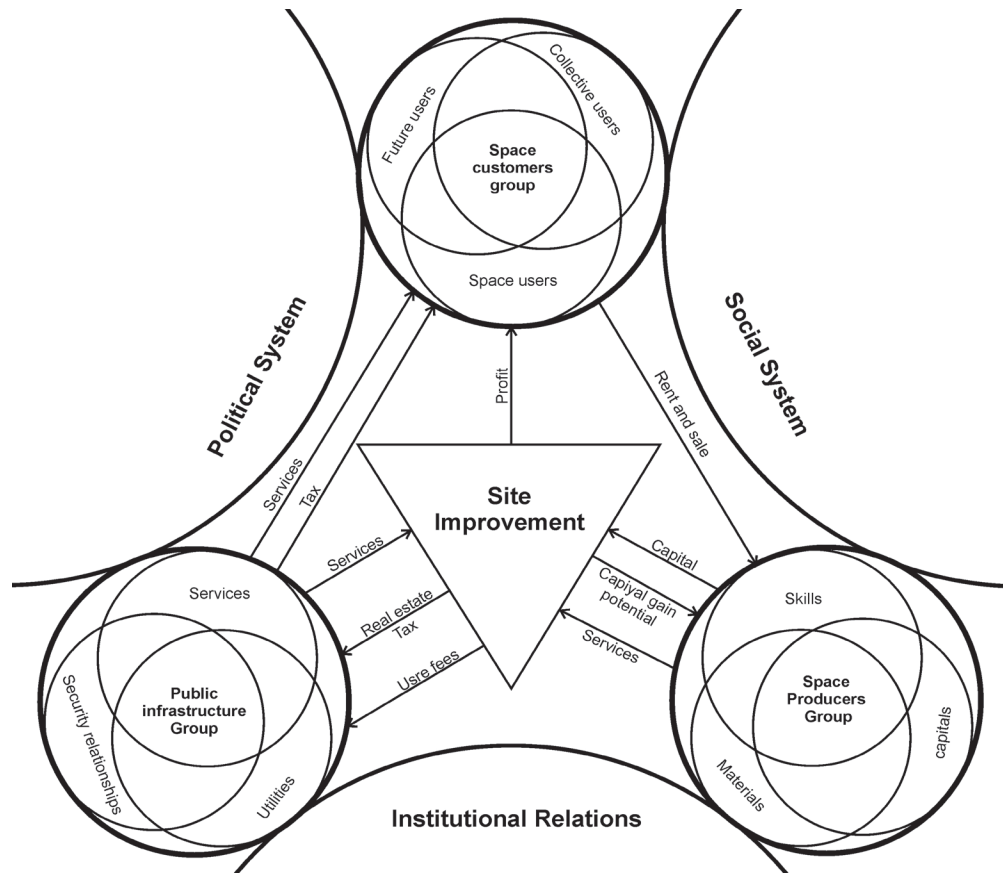 Future users
Collective users
Space
customers
group
Space users
Political System
Social System
Services
Tax
Profit
Rent and sale
Site
Improvement
Services
Real estate
Tax
Usre fees
Capital
Capiyal gain
potential
Services
Services
Security relationships
Public
infrastructure
Group
Utilities
Skills
Space
Producers
Group
capitals
Materials
Institutional Relations